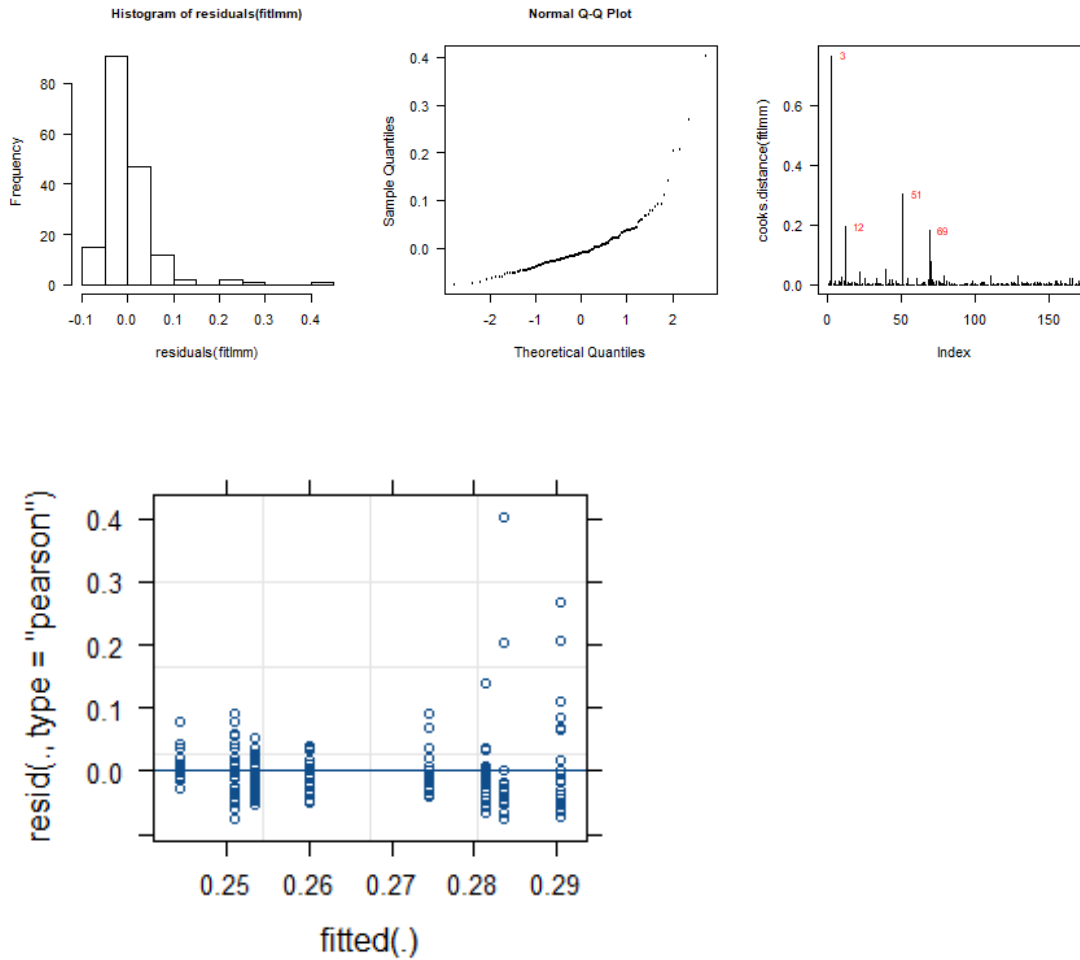 Histogram of residuals(fitlmm)
Frequency
80
60
40
20
0
-0.1 0.0 0.1 0.2 0.3 0.4
residuals(fitlmm)
Normal Q-Q Plot
Sample Quantiles
0.4
0.3
0.2
0.1
0.0
-2 -1 0 1 2
Theoretical Quantiles
cooks.distance(fitlmm)
3
0.6
0.4
51
12
69
0.2
0.0
0 50 100 150
Index
resid(., type = "pearson")
0.4
0.3
0.2
0.1
0.0
0.25 0.26 0.27 0.28 0.29
fitted(.)